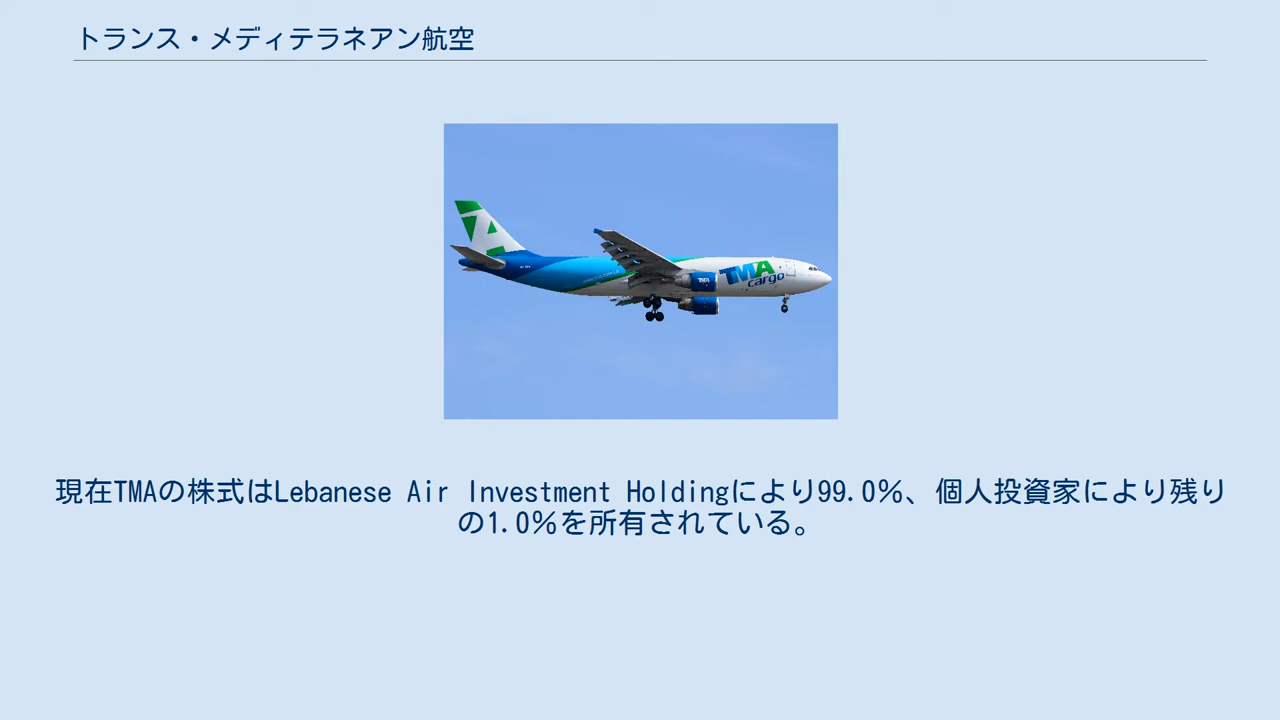 トランス・メディテラネアン航空
TMA
cargo
現在TMAの株式はLebanese Air Investment Holdingにより99.0%、個人投資家により残り
の1.0%を所有されている。